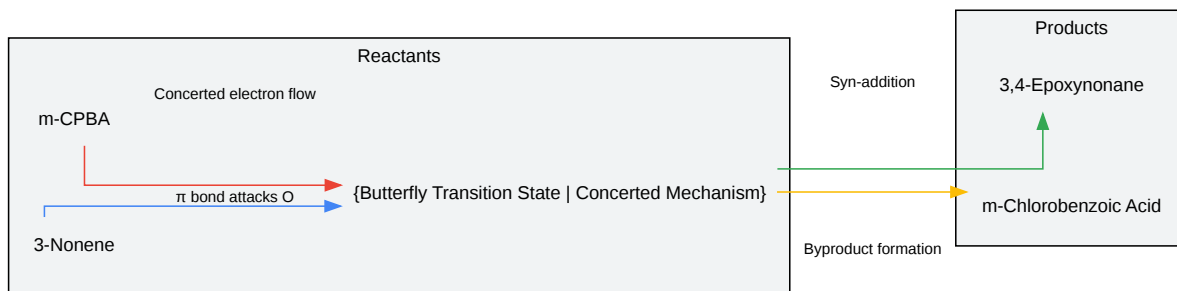 Reactants
Concerted electron flow
m-CPBA
π bond attacks O
3-Nonene
{Butterfly Transition State | Concerted Mechanism}
Syn-addition
Byproduct formation
Products
3,4-Epoxynonane
m-Chlorobenzoic Acid